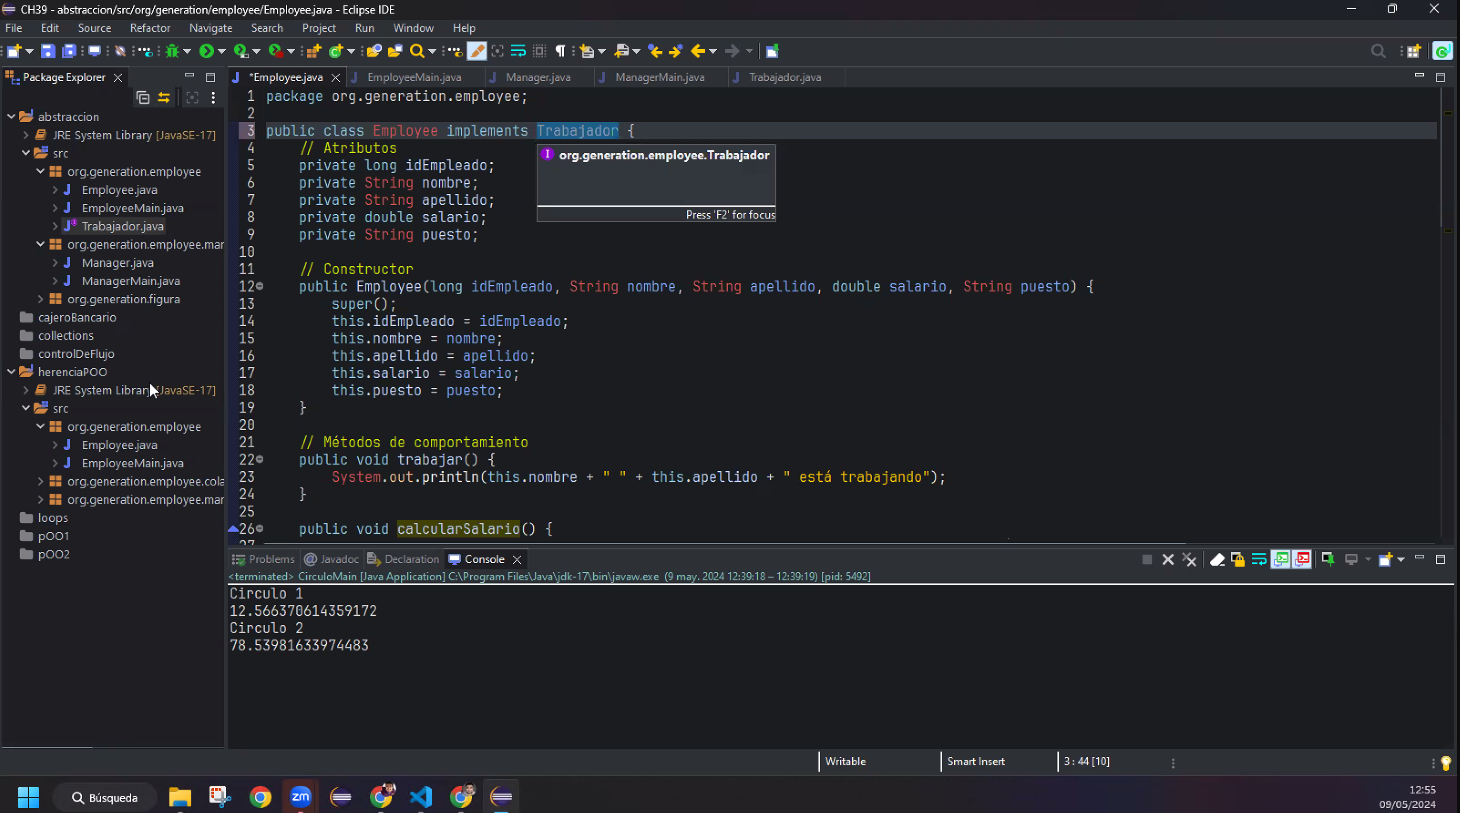 CH39 - abstraccion/src/org/generation/employee/Employee.java - Eclipse IDE
File Edit Source Refactor Navigate Search Project Run Window Help
Package Explorer
abstraccion
JRE System Library [JavaSE-17]
src
org.generation.employee
Employee.java
EmployeeMain.java
Trabajador.java
org.generation.employee.mar
Manager.java
ManagerMain.java
org.generation.figura
cajeroBancario
collections
controlDeFlujo
herenciaPOO
JRE System Library [JavaSE-17]
src
org.generation.employee
Employee.java
EmployeeMain.java
org.generation.employee.cola
org.generation.employee.mar
loops
pOO1
pOO2
*Employee.java EmployeeMain.java Manager.java ManagerMain.java Trabajador.java
1 package org.generation.employee;
2
3 public class Employee implements Trabajador {
4 // Atributos
5 private long idEmpleado;
6 private String nombre;
7 private String apellido;
8 private double salario;
9 private String puesto;
10
11 // Constructor
12 public Employee(long idEmpleado, String nombre, String apellido, double salario, String puesto) {
13 super();
14 this.idEmpleado = idEmpleado;
15 this.nombre = nombre;
16 this.apellido = apellido;
17 this.salario = salario;
18 this.puesto = puesto;
19 }
20
21 // Métodos de comportamiento
22 public void trabajar() {
23 System.out.println(this.nombre + " " + this.apellido + " está trabajando");
24 }
25
26 public void calcularSalario() {
org.generation.employee.Trabajador
Press 'F2' for focus
Problems Javadoc Declaration Console
<terminated> CirculoMain [Java Application] C:\Program Files\Java\jdk-17\bin\javaw.exe (9 may. 2024 12:39:18 – 12:39:19) [pid: 5492]
Circulo 1
12.566370614359172
Circulo 2
78.53981633974483
Writable Smart Insert 3 : 44 [10]
Búsqueda
zm
12:55
09/05/2024